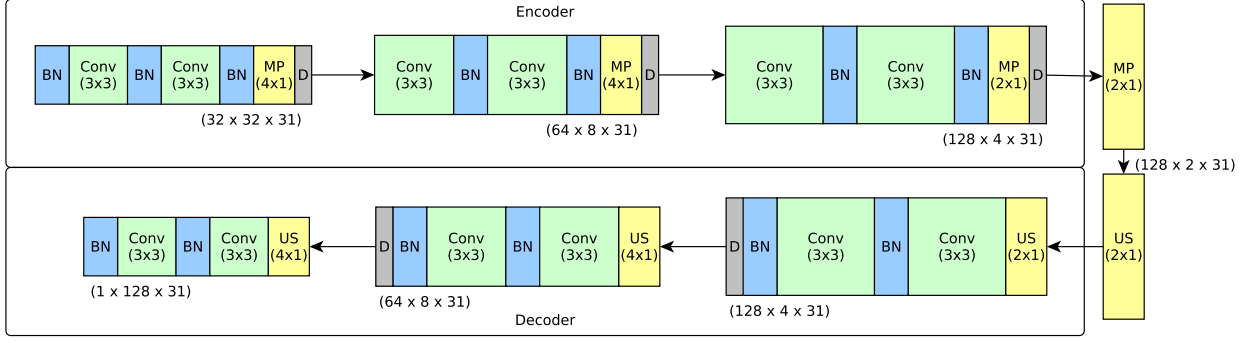 Encoder
BN
Conv
(3x3)
BN
Conv
(3x3)
BN
MP
(4x1)
D
(32 x 32 x 31)
Conv
(3x3)
BN
Conv
(3x3)
BN
MP
(4x1)
D
(64 x 8 x 31)
Conv
(3x3)
BN
Conv
(3x3)
BN
MP
(2x1)
D
(128 x 4 x 31)
MP
(2x1)
(128 x 2 x 31)
BN
Conv
(3x3)
BN
Conv
(3x3)
US
(4x1)
(1 x 128 x 31)
D
BN
Conv
(3x3)
BN
Conv
(3x3)
US
(4x1)
(64 x 8 x 31)
D
BN
Conv
(3x3)
BN
Conv
(3x3)
US
(2x1)
(128 x 4 x 31)
US
(2x1)
Decoder